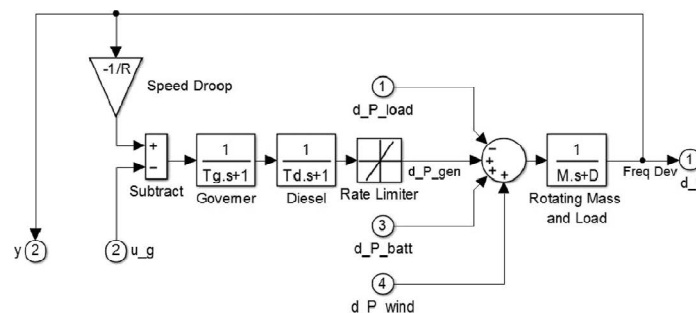 -1/R
Speed Droop
1
d_P_load
+
−
Subtract
1
Tg.s+1
Governer
1
Td.s+1
Diesel
Rate Limiter
d_P_gen
−
+
+
+
1
M.s+D
Rotating Mass
and Load
Freq Dev
1
d_
y
2
2
u_g
3
d_P_batt
4
d_P_wind